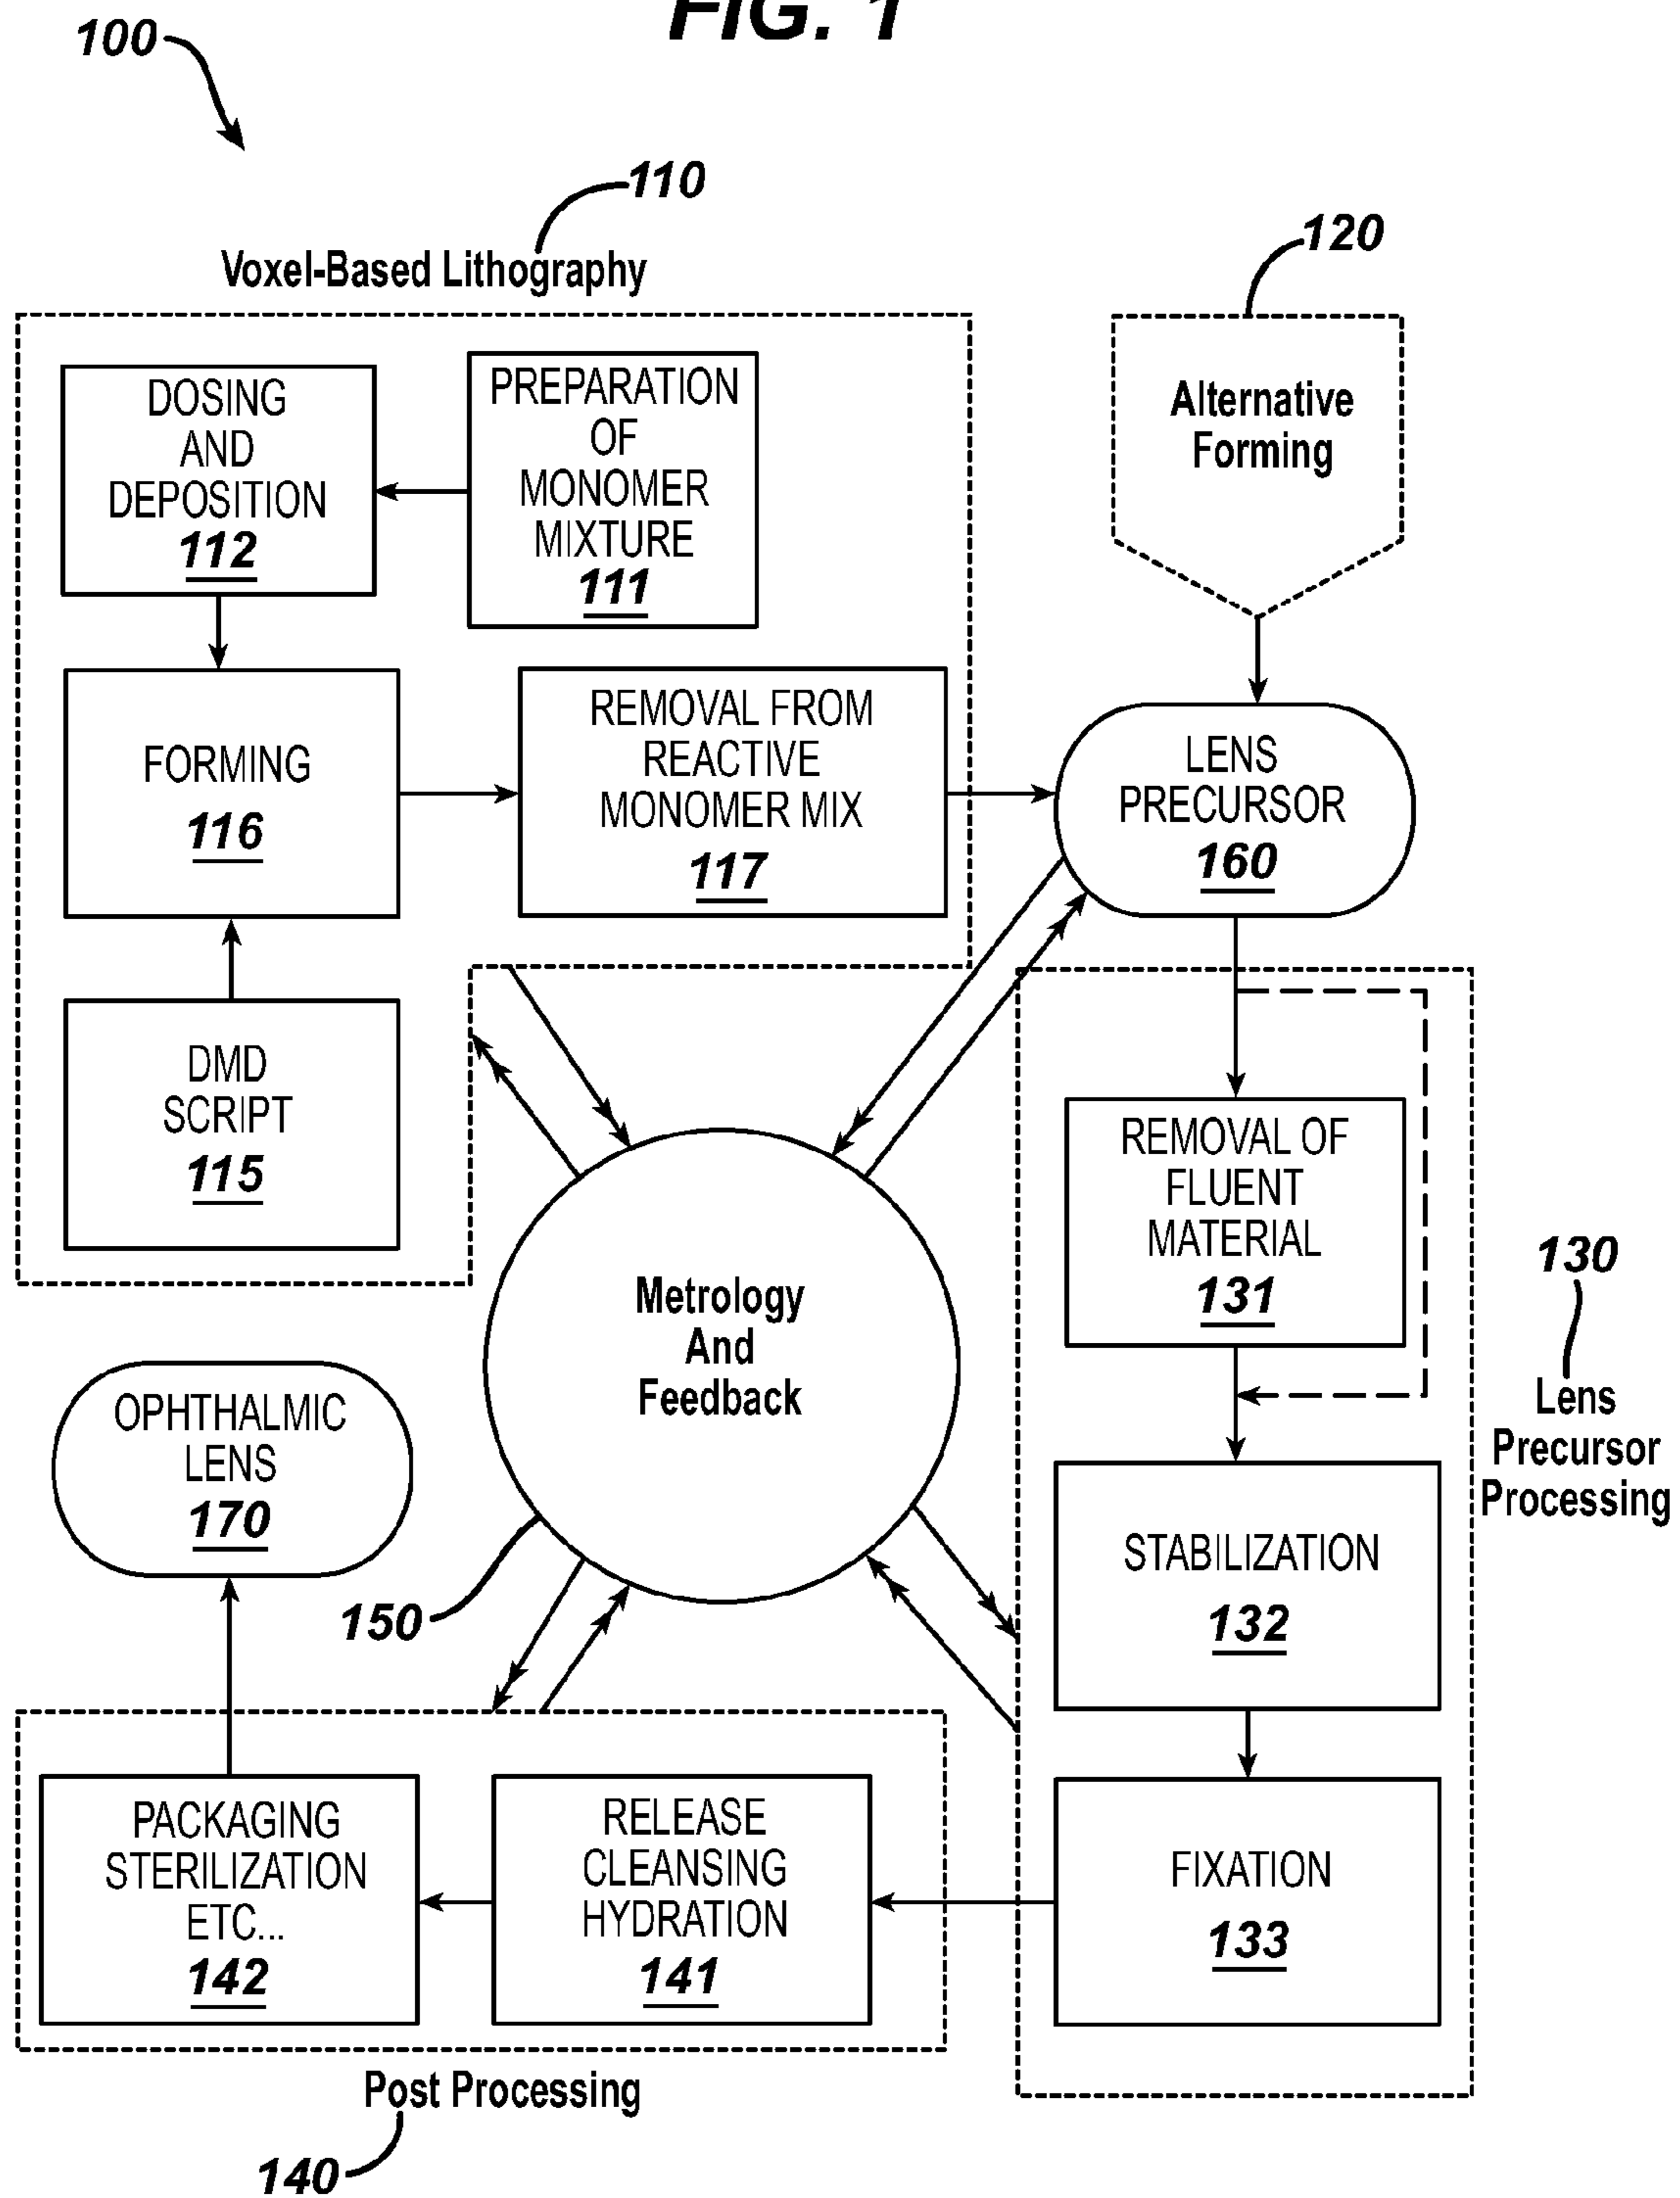 FIG. 1
100
110
Voxel-Based Lithography
120
DOSING
AND
DEPOSITION
112
PREPARATION
OF
MONOMER
MIXTURE
111
Alternative
Forming
FORMING
116
REMOVAL FROM
REACTIVE
MONOMER MIX
117
LENS
PRECURSOR
160
DMD
SCRIPT
115
REMOVAL OF
FLUENT
MATERIAL
131
Metrology
And
Feedback
130
Lens
Precursor
Processing
OPHTHALMIC
LENS
170
150
STABILIZATION
132
PACKAGING
STERILIZATION
ETC...
142
RELEASE
CLEANSING
HYDRATION
141
FIXATION
133
Post Processing
140